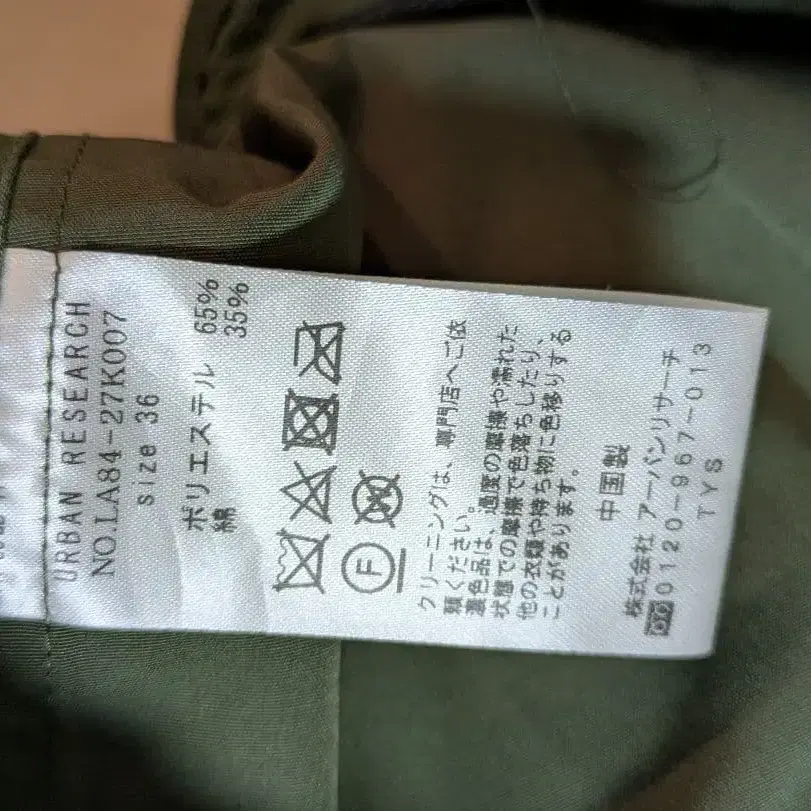 URBAN RESEARCH
NO.LA84-27K007
size 36
ポリエステル 65%
綿 35%
F
クリーニングは、専門店へご依
頼ください。
濃色品は、過度の摩擦や濡れた
状態での摩擦で色落ちしたり、
他の衣類や持ち物に色移りする
ことがあります。
中国製
株式会社 アーバンリサーチ
0120-967-013
TYS